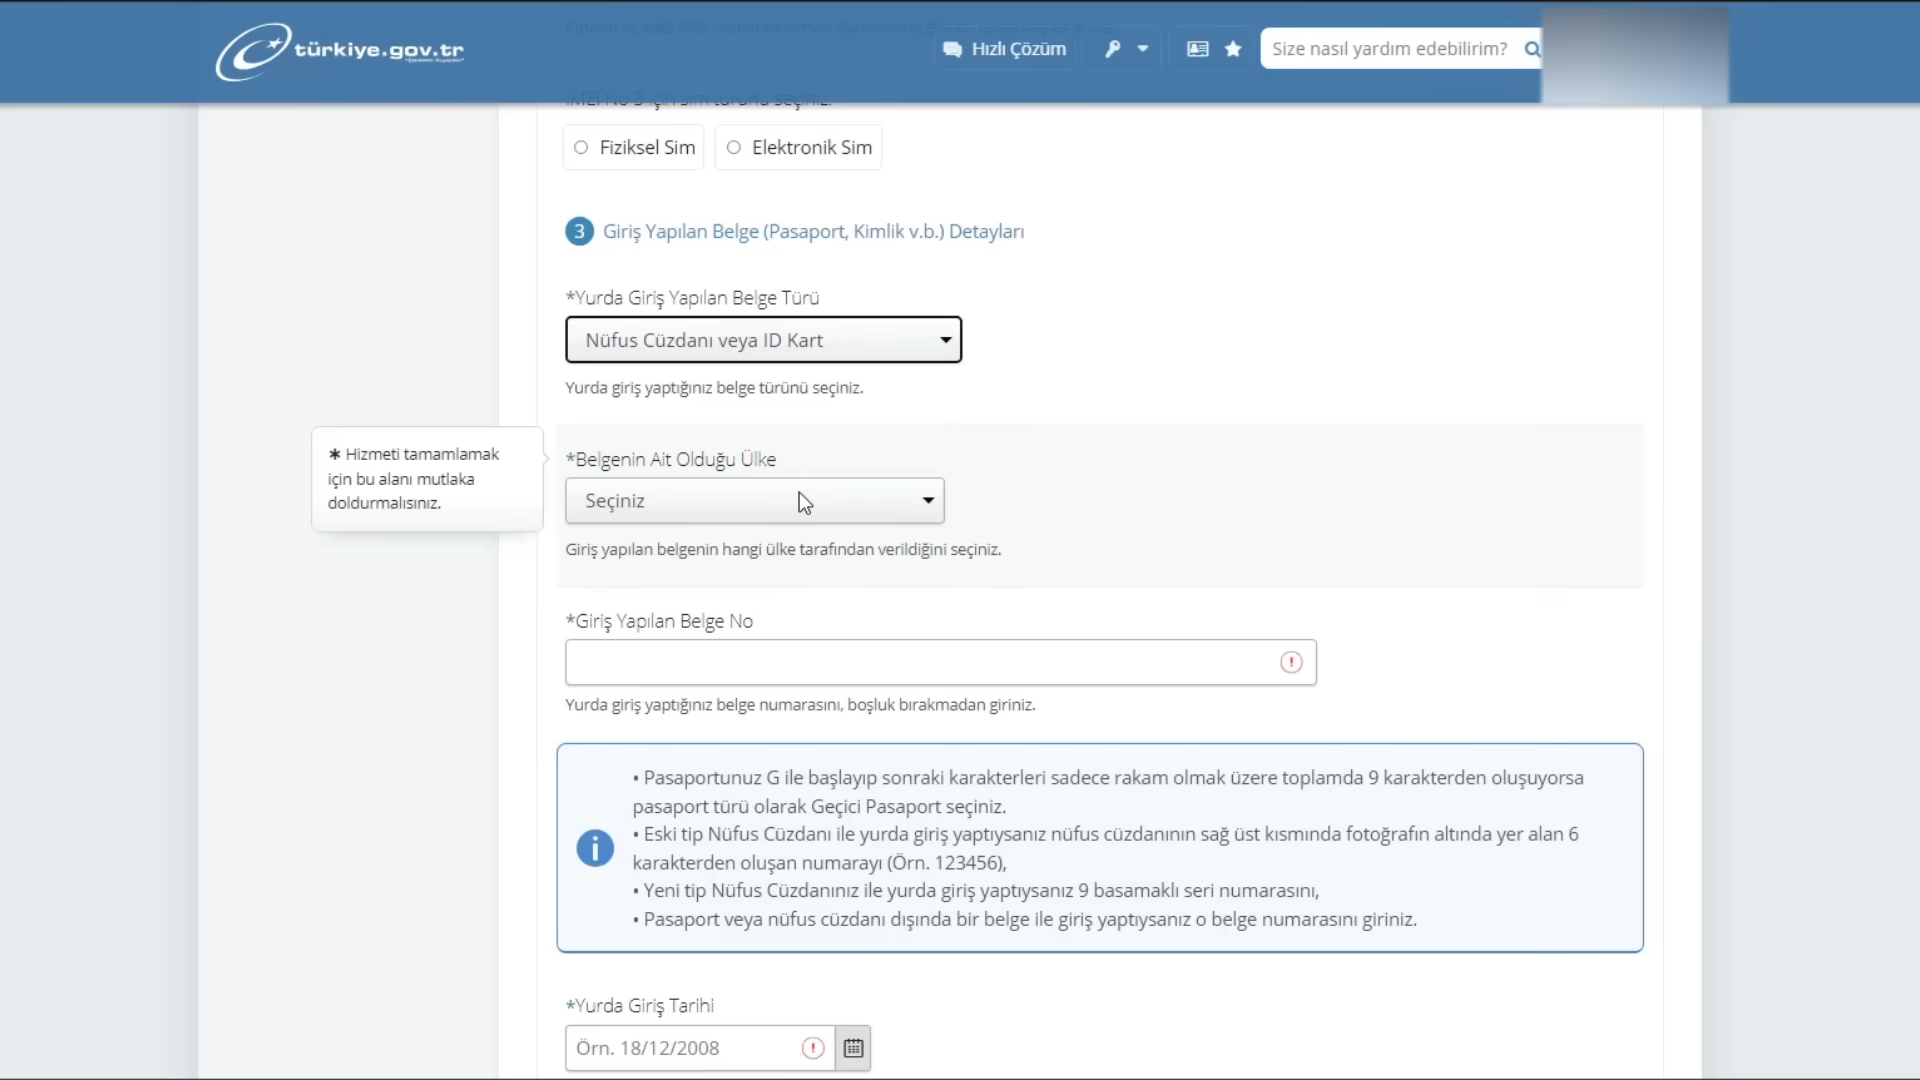 türkiye.gov.tr
Hızlı Çözüm
Size nasıl yardım edebilirim?
IMEI No 3 için sim türünü seçiniz.
Fiziksel Sim
Elektronik Sim
3 Giriş Yapılan Belge (Pasaport, Kimlik v.b.) Detayları
*Yurda Giriş Yapılan Belge Türü
Nüfus Cüzdanı veya ID Kart
Yurda giriş yaptığınız belge türünü seçiniz.
* Hizmeti tamamlamak
için bu alanı mutlaka
doldurmalısınız.
*Belgenin Ait Olduğu Ülke
Seçiniz
Giriş yapılan belgenin hangi ülke tarafından verildiğini seçiniz.
*Giriş Yapılan Belge No
Yurda giriş yaptığınız belge numarasını, boşluk bırakmadan giriniz.
• Pasaportunuz G ile başlayıp sonraki karakterleri sadece rakam olmak üzere toplamda 9 karakterden oluşuyorsa
pasaport türü olarak Geçici Pasaport seçiniz.
• Eski tip Nüfus Cüzdanı ile yurda giriş yaptıysanız nüfus cüzdanının sağ üst kısmında fotoğrafın altında yer alan 6
karakterden oluşan numarayı (Örn. 123456),
• Yeni tip Nüfus Cüzdanınız ile yurda giriş yaptıysanız 9 basamaklı seri numarasını,
• Pasaport veya nüfus cüzdanı dışında bir belge ile giriş yaptıysanız o belge numarasını giriniz.
*Yurda Giriş Tarihi
Örn. 18/12/2008